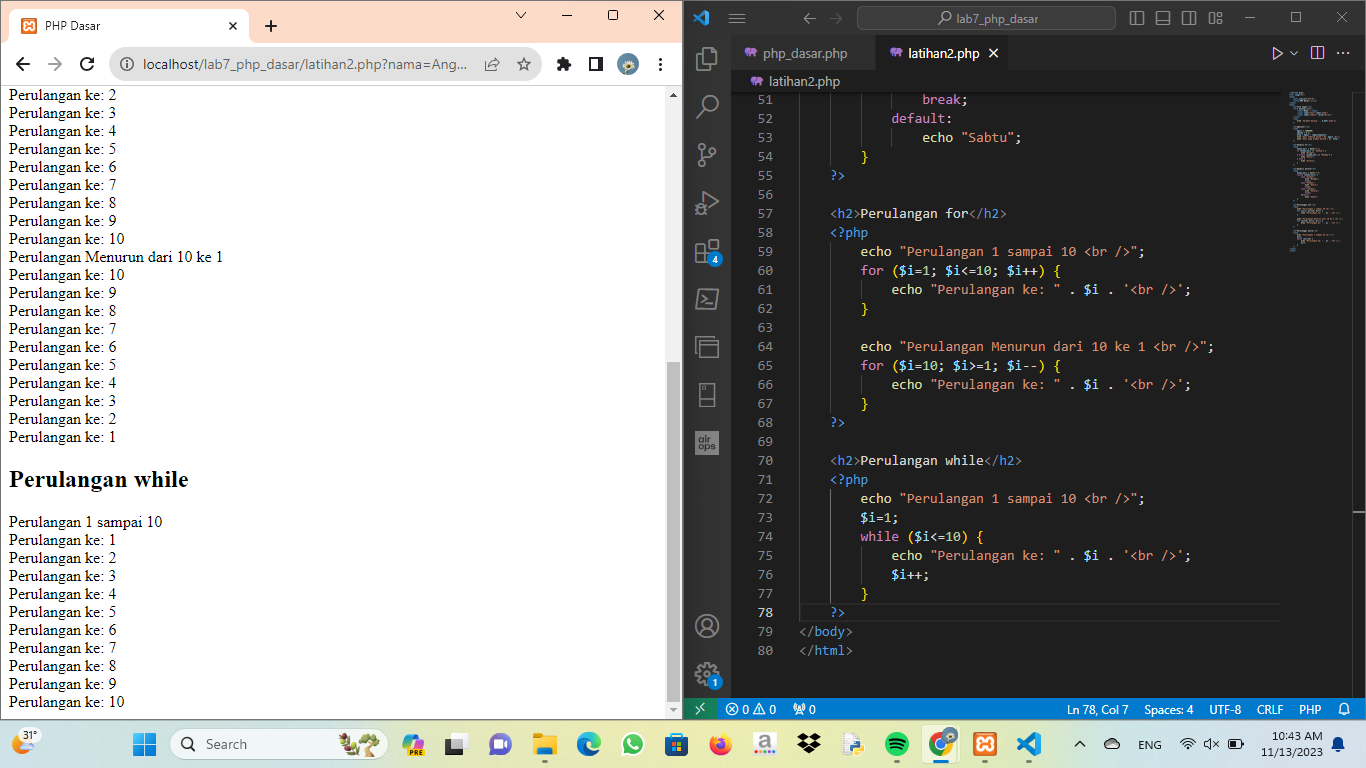 PHP Dasar
localhost/lab7_php_dasar/latihan2.php?nama=Ang...
Perulangan ke: 2
Perulangan ke: 3
Perulangan ke: 4
Perulangan ke: 5
Perulangan ke: 6
Perulangan ke: 7
Perulangan ke: 8
Perulangan ke: 9
Perulangan ke: 10
Perulangan Menurun dari 10 ke 1
Perulangan ke: 10
Perulangan ke: 9
Perulangan ke: 8
Perulangan ke: 7
Perulangan ke: 6
Perulangan ke: 5
Perulangan ke: 4
Perulangan ke: 3
Perulangan ke: 2
Perulangan ke: 1
Perulangan while
Perulangan 1 sampai 10
Perulangan ke: 1
Perulangan ke: 2
Perulangan ke: 3
Perulangan ke: 4
Perulangan ke: 5
Perulangan ke: 6
Perulangan ke: 7
Perulangan ke: 8
Perulangan ke: 9
Perulangan ke: 10
lab7_php_dasar
php_dasar.php latihan2.php
latihan2.php
51 break;
52 default:
53 echo "Sabtu";
54 }
55 ?>
56
57 <h2>Perulangan for</h2>
58 <?php
59 echo "Perulangan 1 sampai 10 <br />";
60 for ($i=1; $i<=10; $i++) {
61 echo "Perulangan ke: " . $i . '<br />';
62 }
63
64 echo "Perulangan Menurun dari 10 ke 1 <br />";
65 for ($i=10; $i>=1; $i--) {
66 echo "Perulangan ke: " . $i . '<br />';
67 }
68 ?>
69
70 <h2>Perulangan while</h2>
71 <?php
72 echo "Perulangan 1 sampai 10 <br />";
73 $i=1;
74 while ($i<=10) {
75 echo "Perulangan ke: " . $i . '<br />';
76 $i++;
77 }
78 ?>
79 </body>
80 </html>
4
air ops
1
0 0 0 Ln 78, Col 7 Spaces: 4 UTF-8 CRLF PHP
31° Search PRE a ENG 10:43 AM
11/13/2023